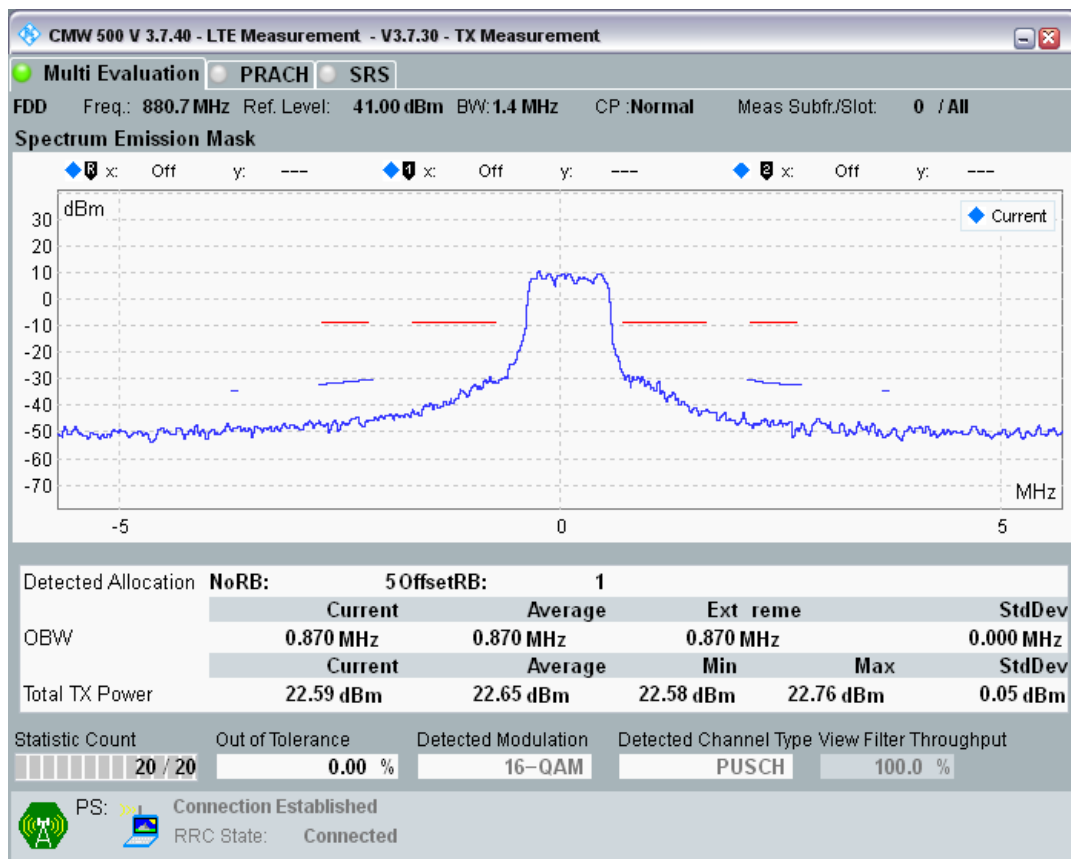 CMW 500 V 3.7.40 - LTE Measurement - V3.7.30 - TX Measurement
Multi Evaluation PRACH SRS
FDD Freq.: 880.7 MHz Ref. Level: 41.00 dBm BW: 1.4 MHz CP :Normal Meas Subfr./Slot: 0 / All
Spectrum Emission Mask
R x: Off y: --- 1 x: Off y: --- 2 x: Off y: ---
dBm
Current
30
20
10
0
-10
-20
-30
-40
-50
-60
-70
MHz
-5 0 5
Detected Allocation NoRB: 5 OffsetRB: 1
Current Average Ext reme StdDev
OBW 0.870 MHz 0.870 MHz 0.870 MHz 0.000 MHz
Current Average Min Max StdDev
Total TX Power 22.59 dBm 22.65 dBm 22.58 dBm 22.76 dBm 0.05 dBm
Statistic Count Out of Tolerance Detected Modulation Detected Channel Type View Filter Throughput
20 / 20 0.00 % 16-QAM PUSCH 100.0 %
PS: Connection Established
RRC State: Connected